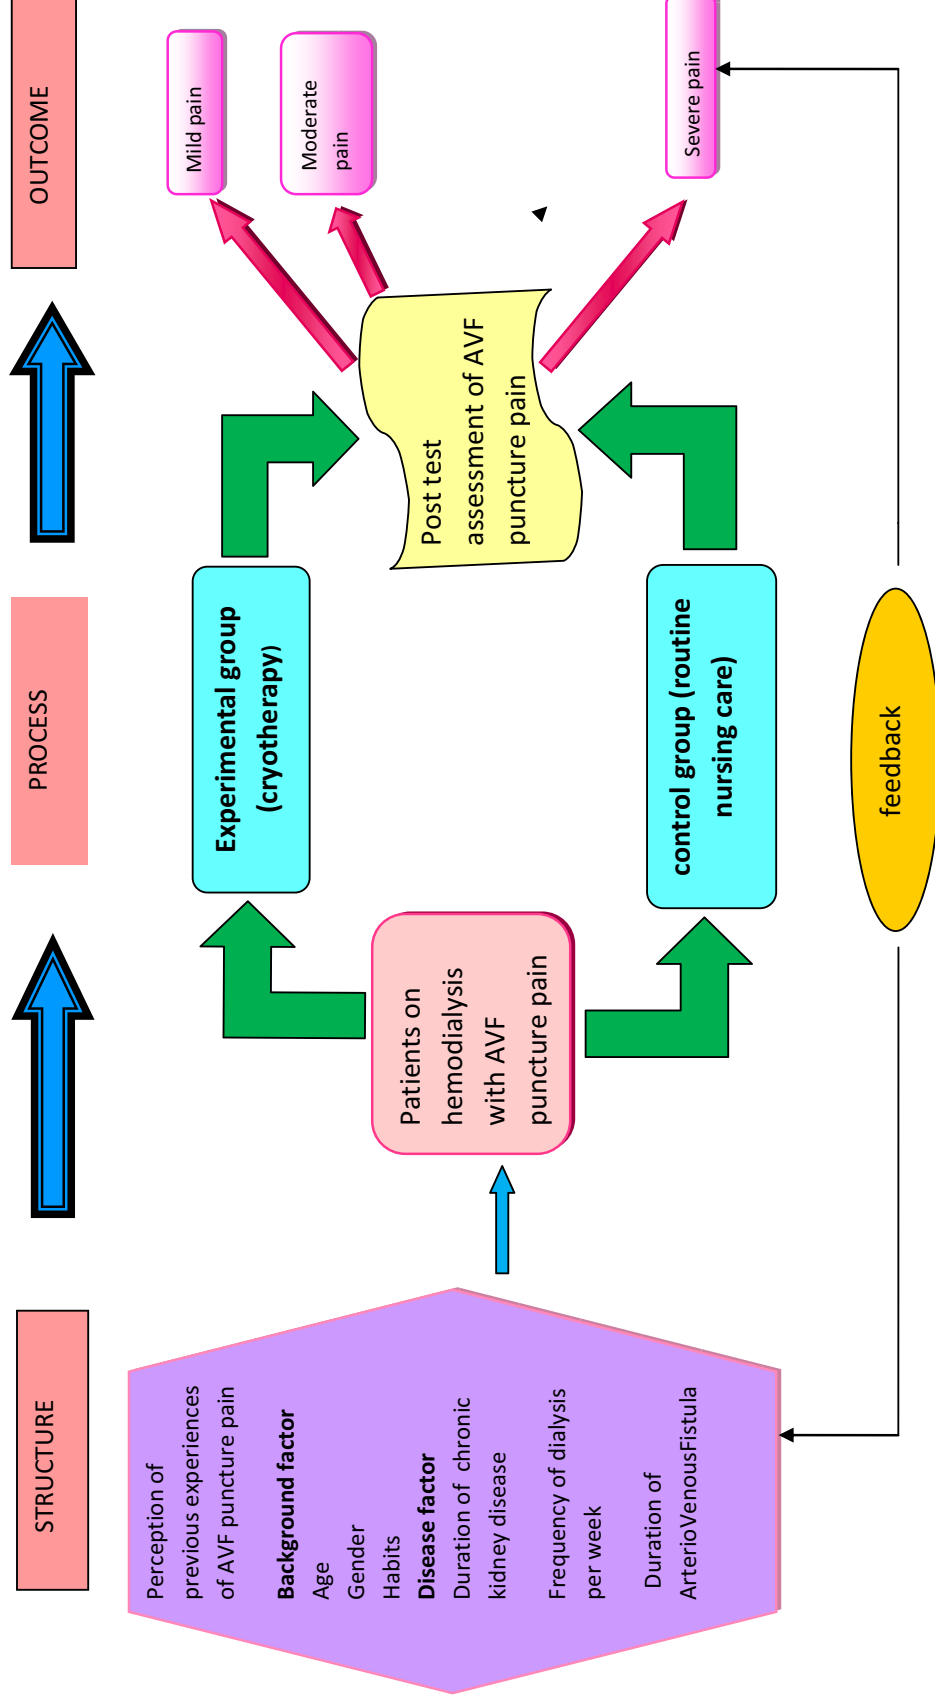 STRUCTURE
PROCESS
OUTCOME
Perception of
previous experiences
of AVF puncture pain
Background factor
Age
Gender
Habits
Disease factor
Duration of chronic
kidney disease
Frequency of dialysis
per week
Duration of
ArterioVenousFistula
Patients on
hemodialysis
with AVF
puncture pain
Experimental group
(cryotherapy)
control group (routine
nursing care)
Post test
assessment of AVF
puncture pain
Mild pain
Moderate
pain
Severe pain
feedback